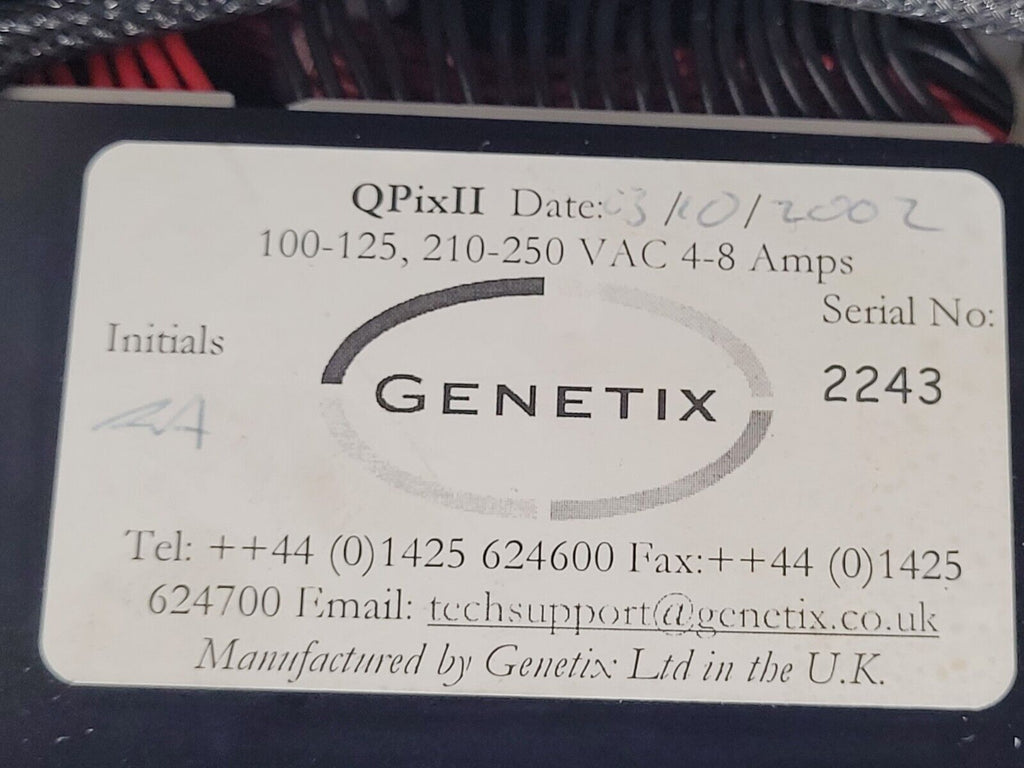 QPixII Date: 03/10/2002
100-125, 210-250 VAC 4-8 Amps
Serial No:
Initials
2243
GENETIX
Tel: ++44 (0)1425 624600 Fax:++44 (0)1425
624700 Email: techsupport@genetix.co.uk
Manufactured by Genetix Ltd in the U.K.